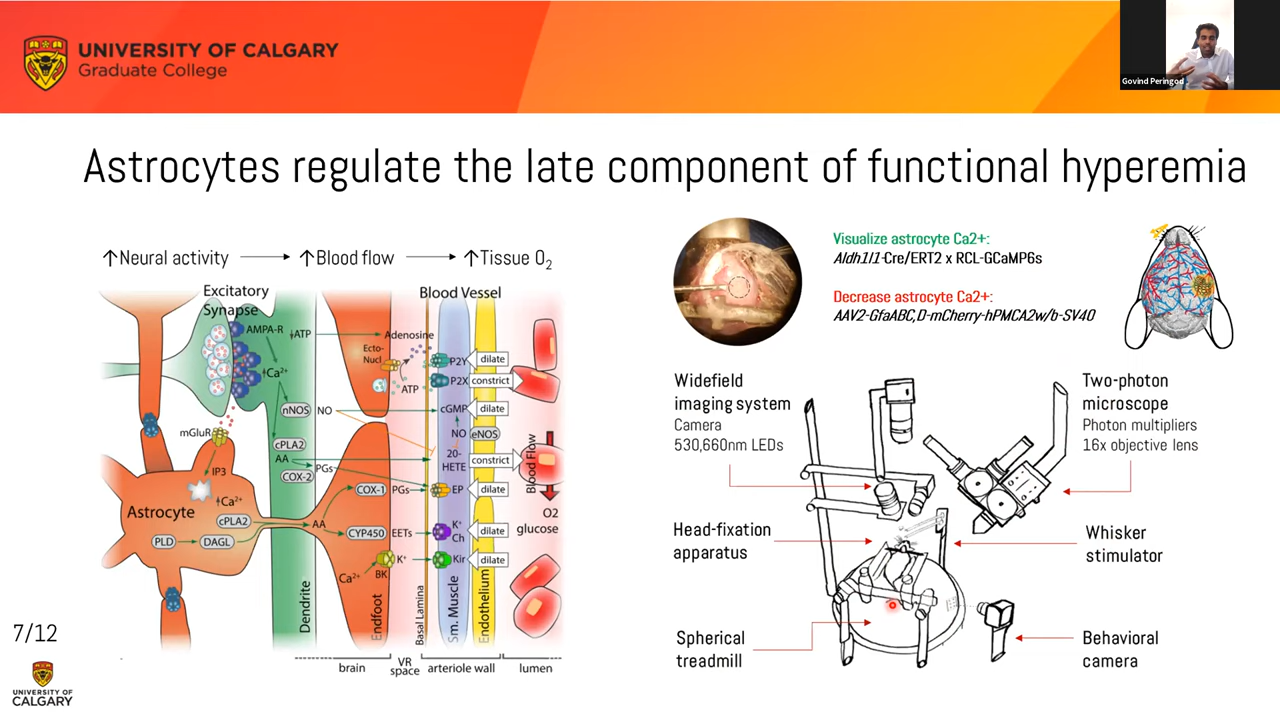 UNIVERSITY OF CALGARY
Graduate College
Govind Peringod
Astrocytes regulate the late component of functional hyperemia
↑Neural activity
↑Blood flow
↑Tissue O₂
Excitatory
Synapse
Blood Vessel
AMPA-R
↑ATP
Adenosine
Ecto-
Nucl
ATP
P2Y
dilate
P2X
constrict
↑Ca²⁺
nNOS
NO
cGMP
dilate
NO
eNOS
mGluR
cPLA2
AA
COX-2
PGs
20-
HETE
constrict
Blood Flow
IP3
↑Ca²⁺
COX-1
PGs
EP
dilate
Astrocyte
cPLA2
AA
O2
glucose
PLD
DAGL
CYP450
EETs
K⁺
Ch
dilate
Ca²⁺
BK
K⁺
Kir
dilate
Dendrite
Endfoot
Basal Lamina
Sm. Muscle
Endothelium
brain
VR
space
arteriole wall
lumen
Visualize astrocyte Ca2+:
Aldh1l1-Cre/ERT2 x RCL-GCaMP6s
Decrease astrocyte Ca2+:
AAV2-GfaABC₁D-mCherry-hPMCA2w/b-SV40
Widefield
imaging system
Camera
530,660nm LEDs
Two-photon
microscope
Photon multipliers
16x objective lens
Head-fixation
apparatus
Whisker
stimulator
Spherical
treadmill
Behavioral
camera
7/12
UNIVERSITY OF
CALGARY